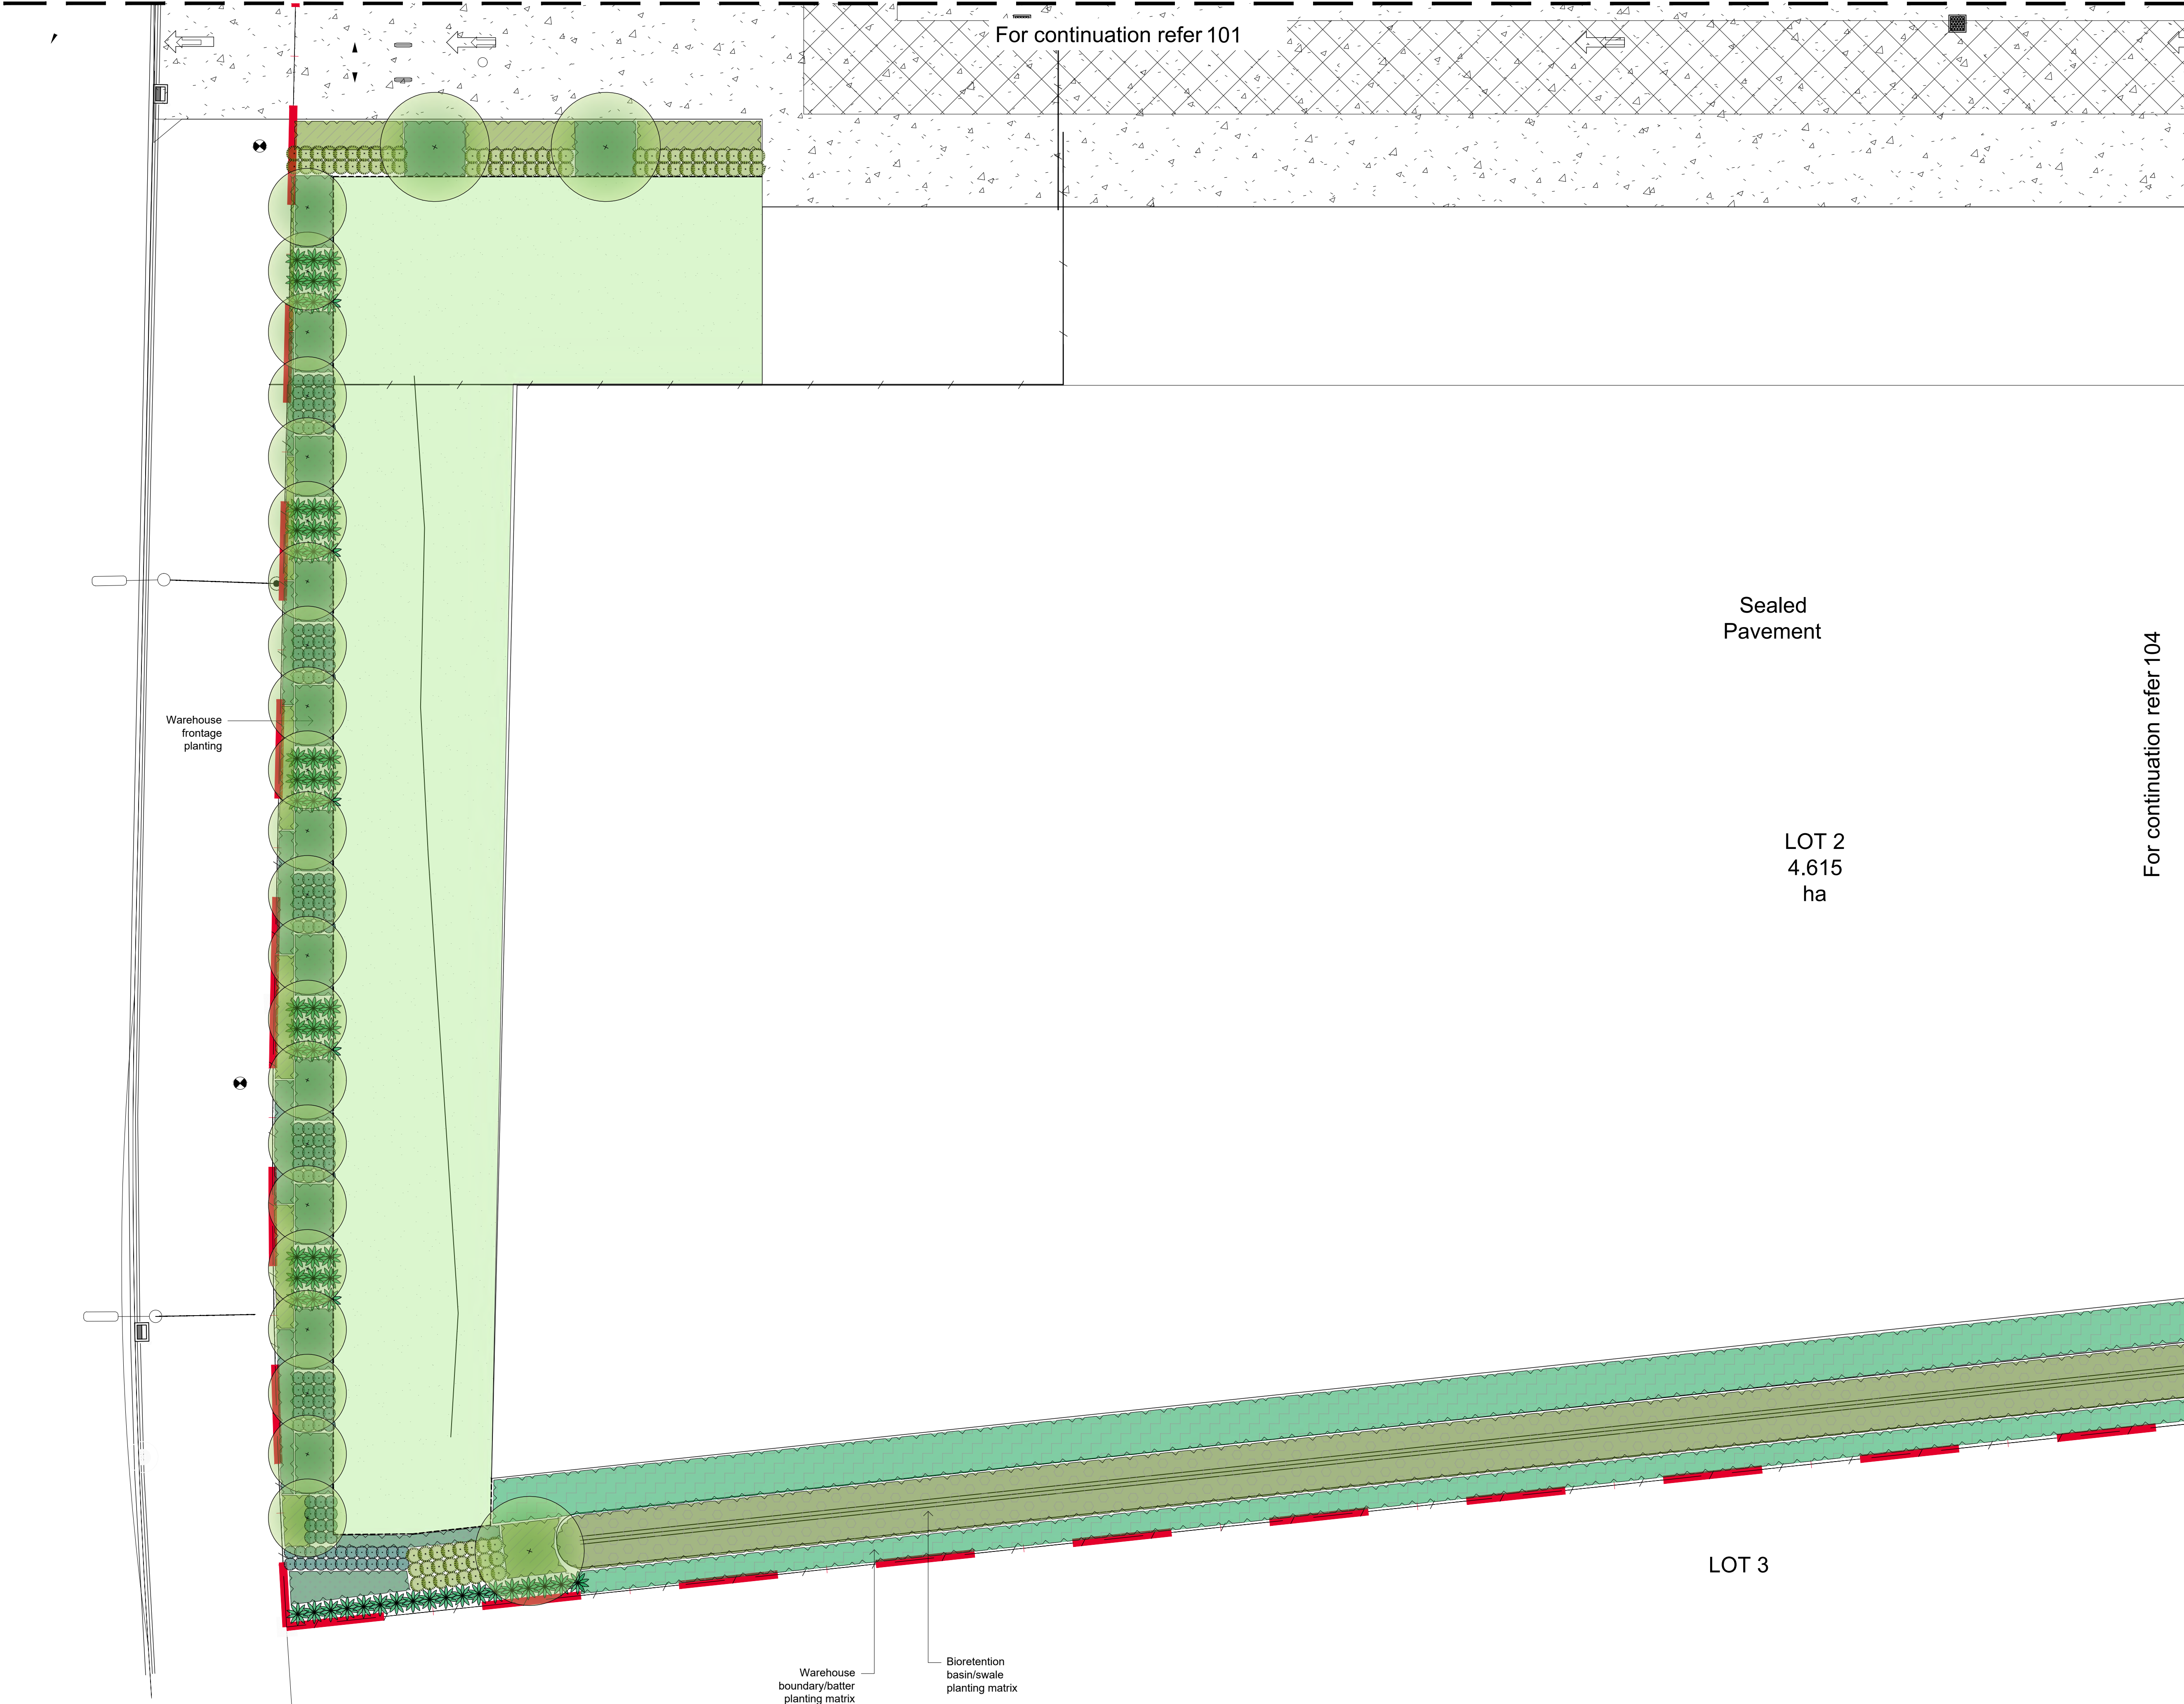 For continuation refer 101
Sealed
Pavement
For continuation refer 104
Warehouse
frontage
planting
LOT 2
4.615
ha
LOT 3
Warehouse
boundary/batter
planting matrix
Bioretention
basin/swale
planting matrix